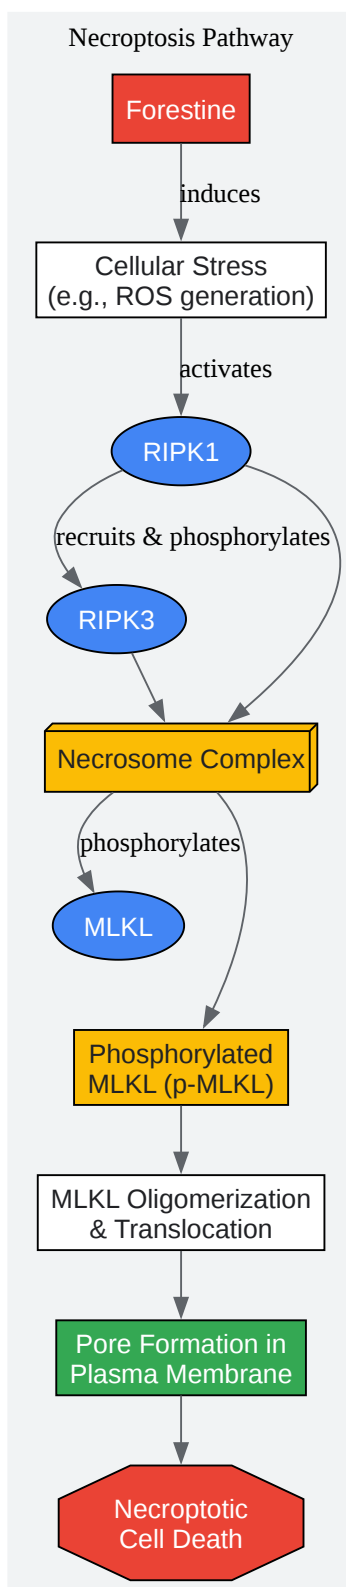 Necroptosis Pathway
Forestine
induces
Cellular Stress
(e.g., ROS generation)
activates
RIPK1
recruits & phosphorylates
RIPK3
Necrosome Complex
phosphorylates
MLKL
Phosphorylated
MLKL (p-MLKL)
MLKL Oligomerization
& Translocation
Pore Formation in
Plasma Membrane
Necroptotic
Cell Death